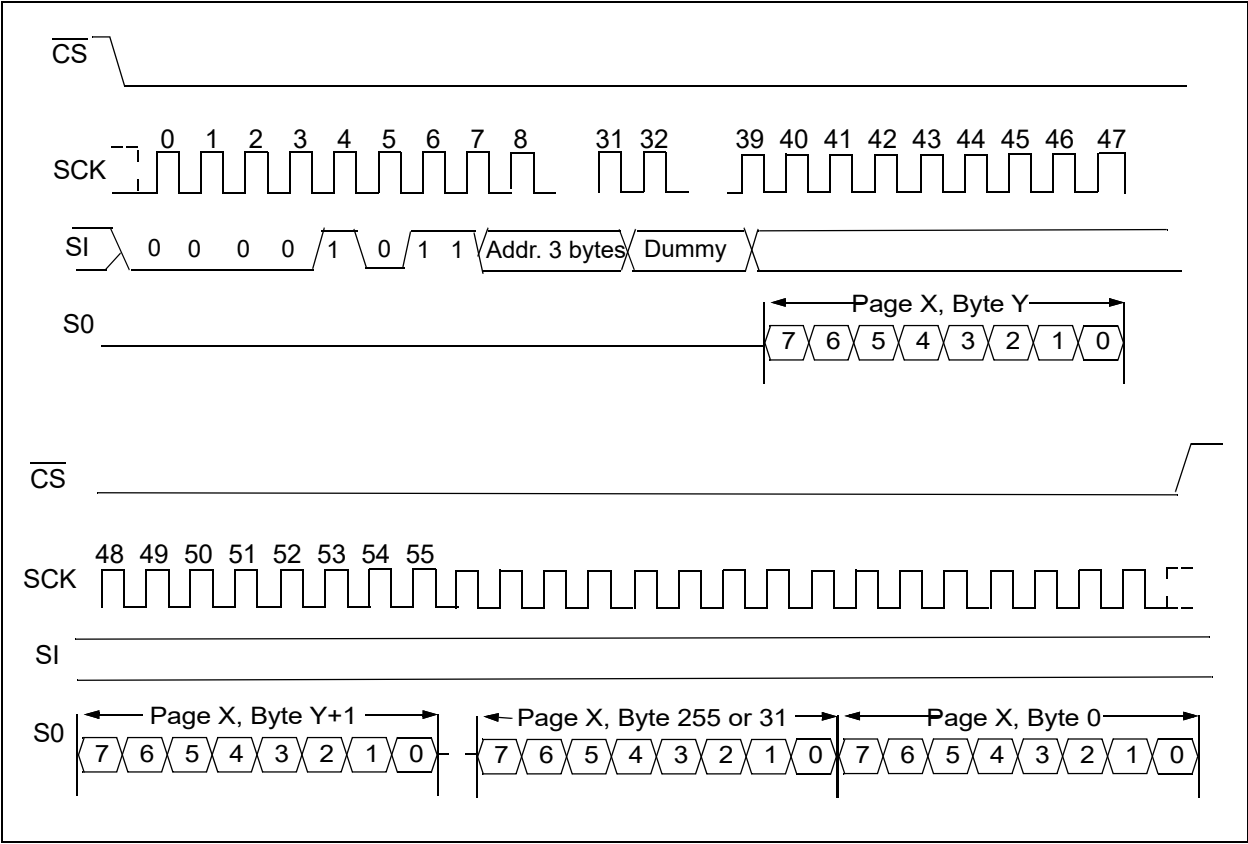 CS
0 1 2 3 4 5 6 7 8 31 32 39 40 41 42 43 44 45 46 47
SCK
SI 0 0 0 0 1 0 1 1 Addr. 3 bytes Dummy
Page X, Byte Y
S0
7 6 5 4 3 2 1 0
CS
48 49 50 51 52 53 54 55
SCK
SI
Page X, Byte Y+1 Page X, Byte 255 or 31 Page X, Byte 0
S0
7 6 5 4 3 2 1 0 7 6 5 4 3 2 1 0 7 6 5 4 3 2 1 0